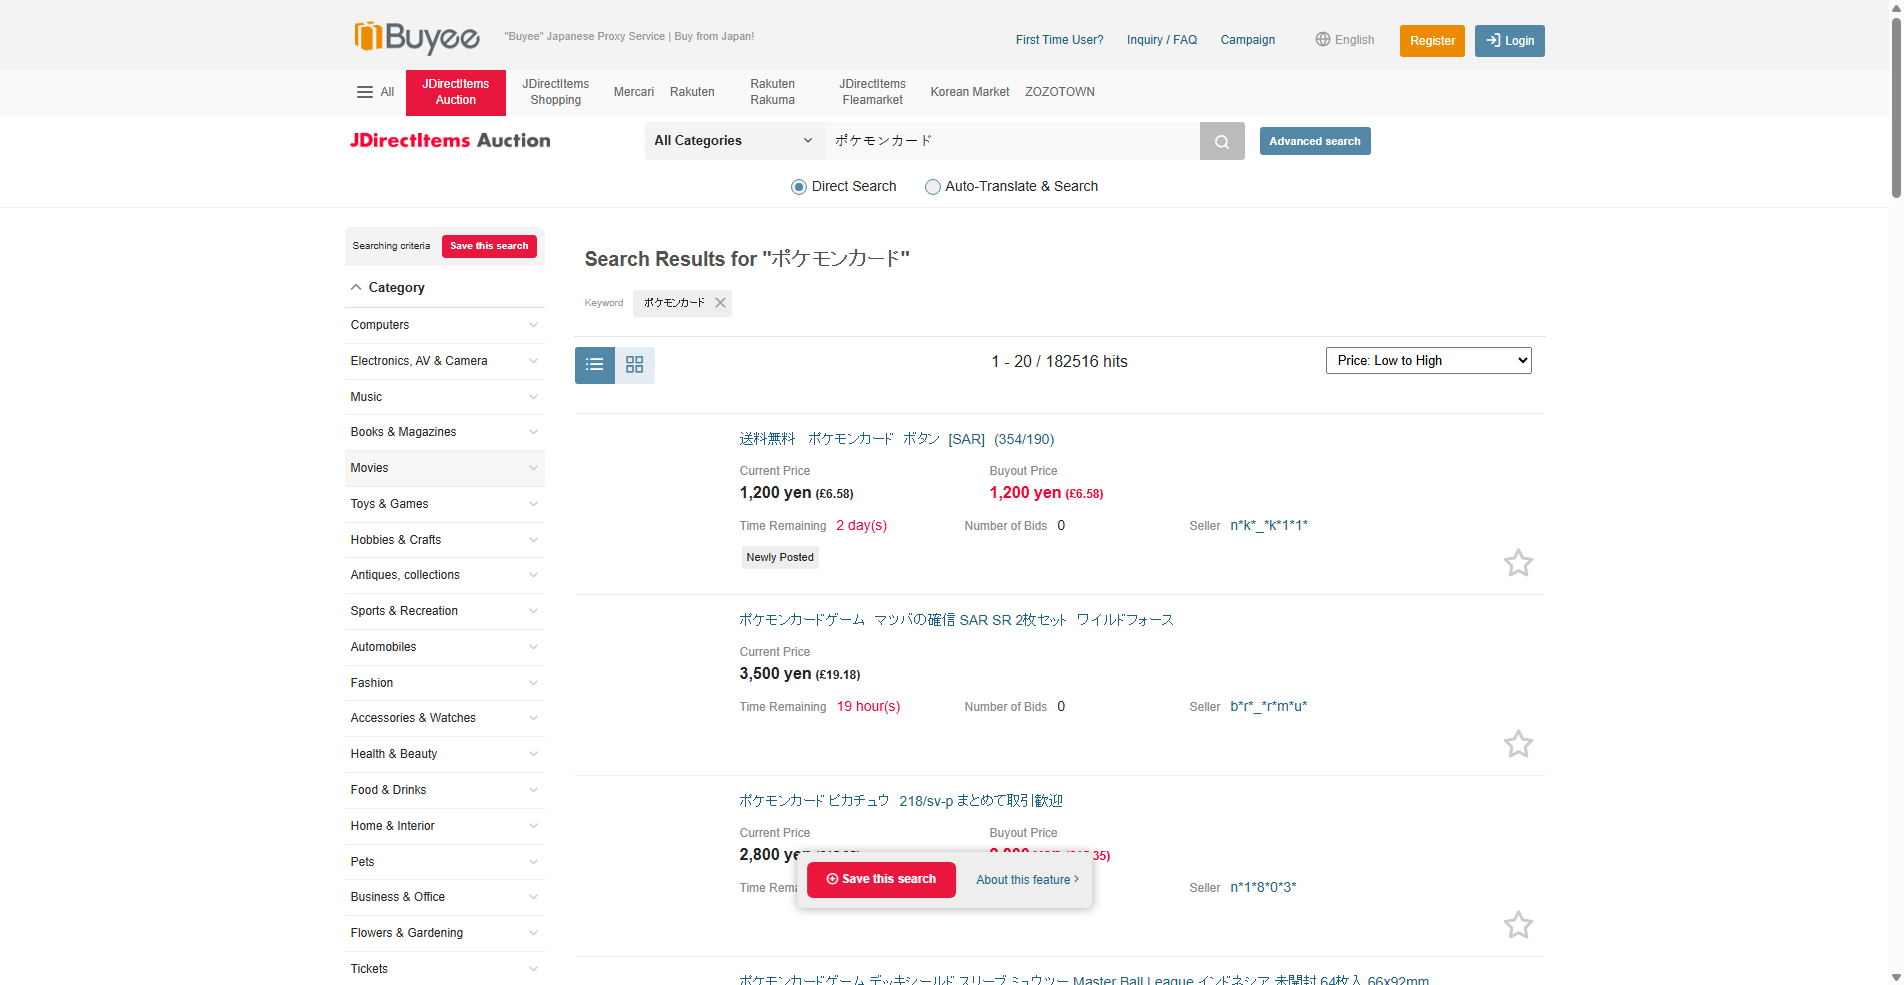 Buyee
"Buyee" Japanese Proxy Service | Buy from Japan!
First Time User?
Inquiry / FAQ
Campaign
English
Register
Login
All
JDirectItems Auction
JDirectItems Shopping
Mercari
Rakuten
Rakuten Rakuma
JDirectItems Fleamarket
Korean Market
ZOZOTOWN
JDirectItems Auction
All Categories
ポケモンカード
Advanced search
Direct Search
Auto-Translate & Search
Searching criteria
Save this search
Category
Computers
Electronics, AV & Camera
Music
Books & Magazines
Movies
Toys & Games
Hobbies & Crafts
Antiques, collections
Sports & Recreation
Automobiles
Fashion
Accessories & Watches
Health & Beauty
Food & Drinks
Home & Interior
Pets
Business & Office
Flowers & Gardening
Tickets
Search Results for "ポケモンカード"
Keyword ポケモンカード
1 - 20 / 182516 hits
Price: Low to High
送料無料　ポケモンカード　ボタン　[SAR]　(354/190)
Current Price
Buyout Price
1,200 yen (£6.58)
1,200 yen (£6.58)
Time Remaining 2 day(s)
Number of Bids 0
Seller n*k*_*k*1*1*
Newly Posted
ポケモンカードゲーム　マツバの確信 SAR SR 2枚セット　ワイルドフォース
Current Price
3,500 yen (£19.18)
Time Remaining 19 hour(s)
Number of Bids 0
Seller b*r*_*r*m*u*
ポケモンカード ピカチュウ　218/sv-p まとめて取引歓迎
Current Price
Buyout Price
2,800 ye
35)
Time Rema
Seller n*1*8*0*3*
Save this search
About this feature
ポケモンカードゲーム デッキシールド スリーブ ミュウツー Master Ball League インドネシア 未開封 64枚入 66x92mm